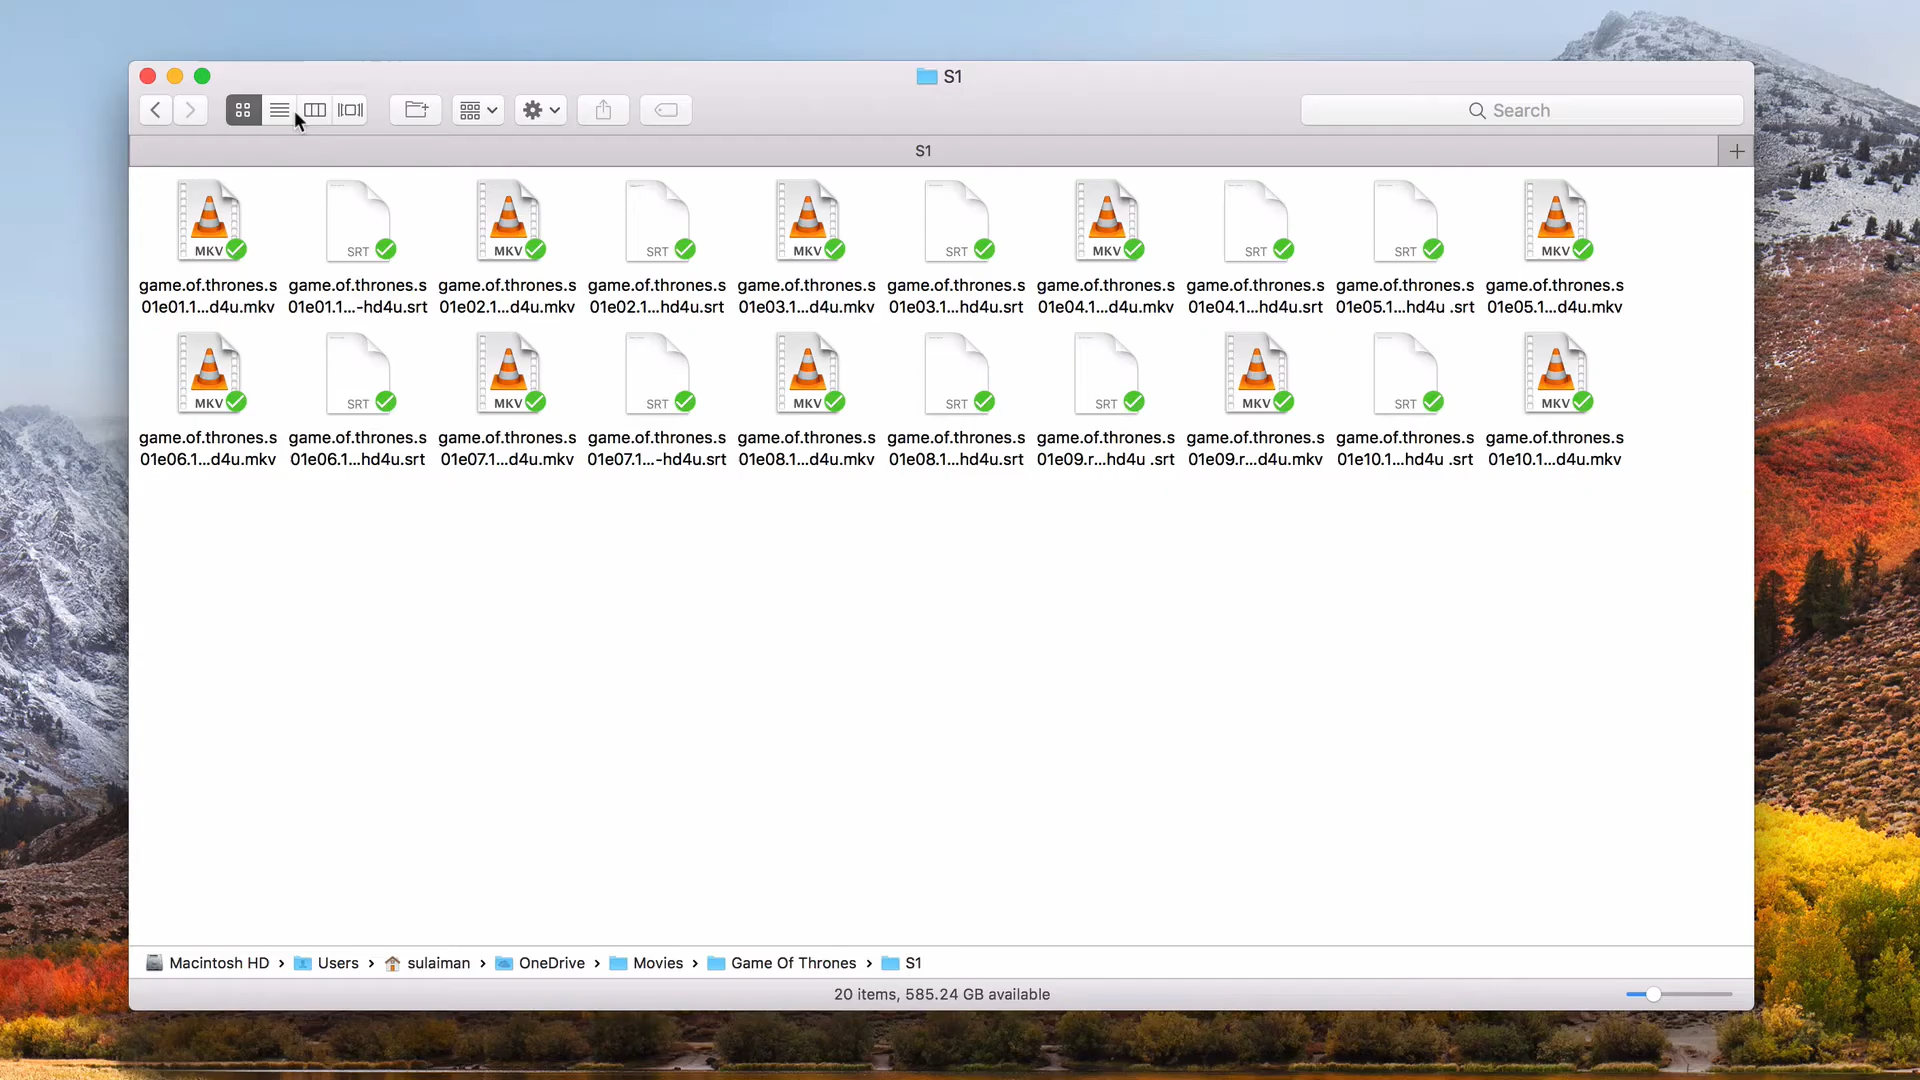 S1
Search
S1
MKV SRT MKV SRT MKV SRT MKV SRT SRT MKV
game.of.thrones.s game.of.thrones.s game.of.thrones.s game.of.thrones.s game.of.thrones.s game.of.thrones.s game.of.thrones.s game.of.thrones.s game.of.thrones.s game.of.thrones.s
01e01.1...d4u.mkv 01e01.1...-hd4u.srt 01e02.1...d4u.mkv 01e02.1...hd4u.srt 01e03.1...d4u.mkv 01e03.1...hd4u.srt 01e04.1...d4u.mkv 01e04.1...hd4u.srt 01e05.1...hd4u .srt 01e05.1...d4u.mkv
MKV SRT MKV SRT MKV SRT SRT MKV SRT MKV
game.of.thrones.s game.of.thrones.s game.of.thrones.s game.of.thrones.s game.of.thrones.s game.of.thrones.s game.of.thrones.s game.of.thrones.s game.of.thrones.s game.of.thrones.s
01e06.1...d4u.mkv 01e06.1...hd4u.srt 01e07.1...d4u.mkv 01e07.1...-hd4u.srt 01e08.1...d4u.mkv 01e08.1...hd4u.srt 01e09.r...hd4u .srt 01e09.r...d4u.mkv 01e10.1...hd4u .srt 01e10.1...d4u.mkv
Macintosh HD › Users › sulaiman › OneDrive › Movies › Game Of Thrones › S1
20 items, 585.24 GB available